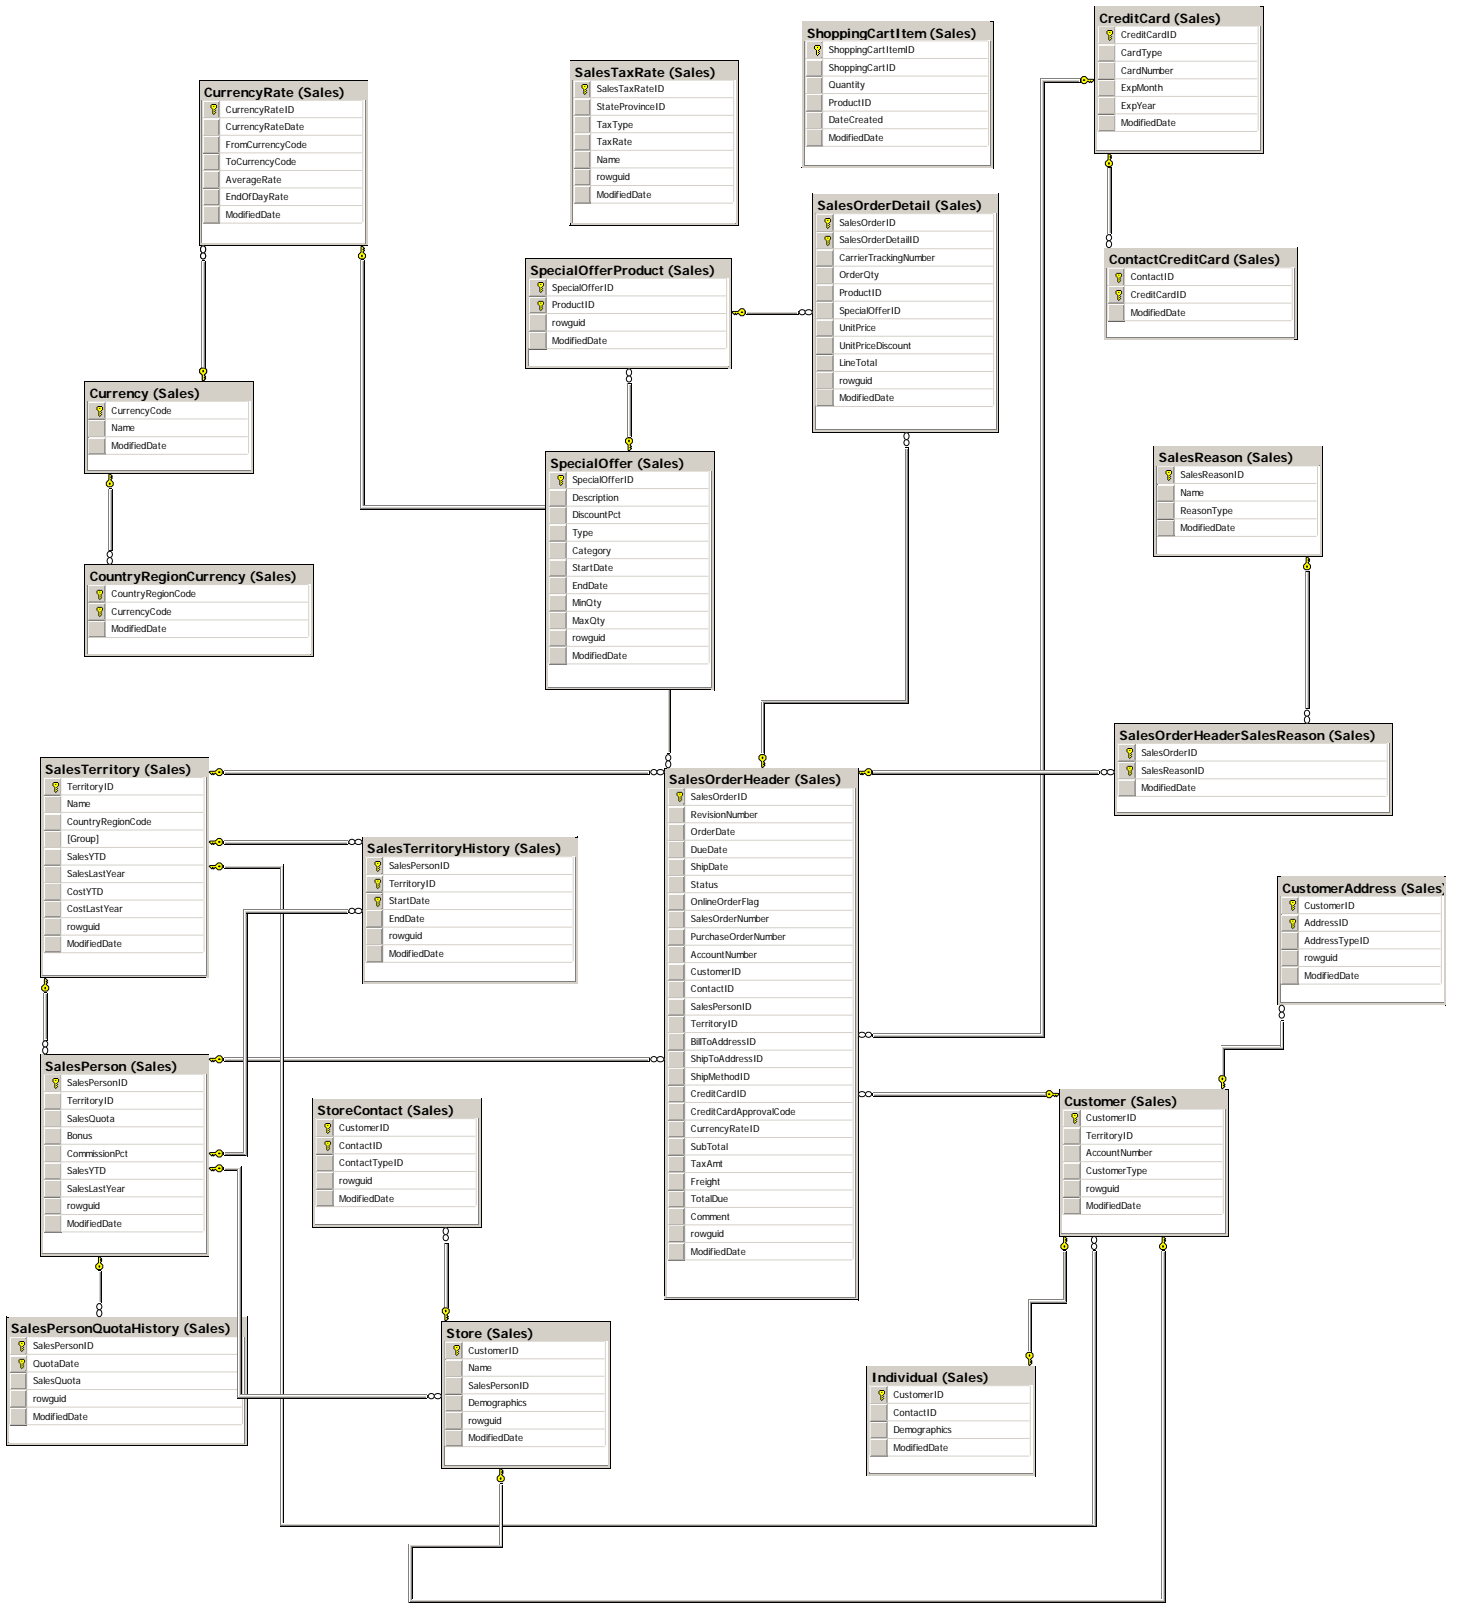 CurrencyRate (Sales)
CurrencyRateID
CurrencyRateDate
FromCurrencyCode
ToCurrencyCode
AverageRate
EndOfDayRate
ModifiedDate
SalesTaxRate (Sales)
SalesTaxRateID
StateProvinceID
TaxType
TaxRate
Name
rowguid
ModifiedDate
ShoppingCartItem (Sales)
ShoppingCartItemID
ShoppingCartID
Quantity
ProductID
DateCreated
ModifiedDate
CreditCard (Sales)
CreditCardID
CardType
CardNumber
ExpMonth
ExpYear
ModifiedDate
SpecialOfferProduct (Sales)
SpecialOfferID
ProductID
rowguid
ModifiedDate
SalesOrderDetail (Sales)
SalesOrderID
SalesOrderDetailID
CarrierTrackingNumber
OrderQty
ProductID
SpecialOfferID
UnitPrice
UnitPriceDiscount
LineTotal
rowguid
ModifiedDate
ContactCreditCard (Sales)
ContactID
CreditCardID
ModifiedDate
Currency (Sales)
CurrencyCode
Name
ModifiedDate
SpecialOffer (Sales)
SpecialOfferID
Description
DiscountPct
Type
Category
StartDate
EndDate
MinQty
MaxQty
rowguid
ModifiedDate
SalesReason (Sales)
SalesReasonID
Name
ReasonType
ModifiedDate
CountryRegionCurrency (Sales)
CountryRegionCode
CurrencyCode
ModifiedDate
SalesOrderHeaderSalesReason (Sales)
SalesOrderID
SalesReasonID
ModifiedDate
SalesTerritory (Sales)
TerritoryID
Name
CountryRegionCode
[Group]
SalesYTD
SalesLastYear
CostYTD
CostLastYear
rowguid
ModifiedDate
SalesTerritoryHistory (Sales)
SalesPersonID
TerritoryID
StartDate
EndDate
rowguid
ModifiedDate
SalesOrderHeader (Sales)
SalesOrderID
RevisionNumber
OrderDate
DueDate
ShipDate
Status
OnlineOrderFlag
SalesOrderNumber
PurchaseOrderNumber
AccountNumber
CustomerID
ContactID
SalesPersonID
TerritoryID
BillToAddressID
ShipToAddressID
ShipMethodID
CreditCardID
CreditCardApprovalCode
CurrencyRateID
SubTotal
TaxAmt
Freight
TotalDue
Comment
rowguid
ModifiedDate
CustomerAddress (Sales)
CustomerID
AddressID
AddressTypeID
rowguid
ModifiedDate
SalesPerson (Sales)
SalesPersonID
TerritoryID
SalesQuota
Bonus
CommissionPct
SalesYTD
SalesLastYear
rowguid
ModifiedDate
StoreContact (Sales)
CustomerID
ContactID
ContactTypeID
rowguid
ModifiedDate
Customer (Sales)
CustomerID
TerritoryID
AccountNumber
CustomerType
rowguid
ModifiedDate
SalesPersonQuotaHistory (Sales)
SalesPersonID
QuotaDate
SalesQuota
rowguid
ModifiedDate
Store (Sales)
CustomerID
Name
SalesPersonID
Demographics
rowguid
ModifiedDate
Individual (Sales)
CustomerID
ContactID
Demographics
ModifiedDate